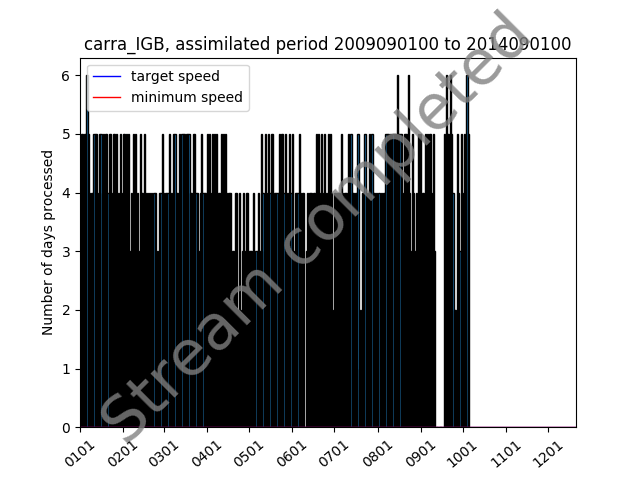 carra_IGB, assimilated period 2009090100 to 2014090100
target speed
minimum speed
Number of days processed
6
5
4
3
2
1
0
0101 0201 0301 0401 0501 0601 0701 0801 0901 1001 1101 1201
Stream completed